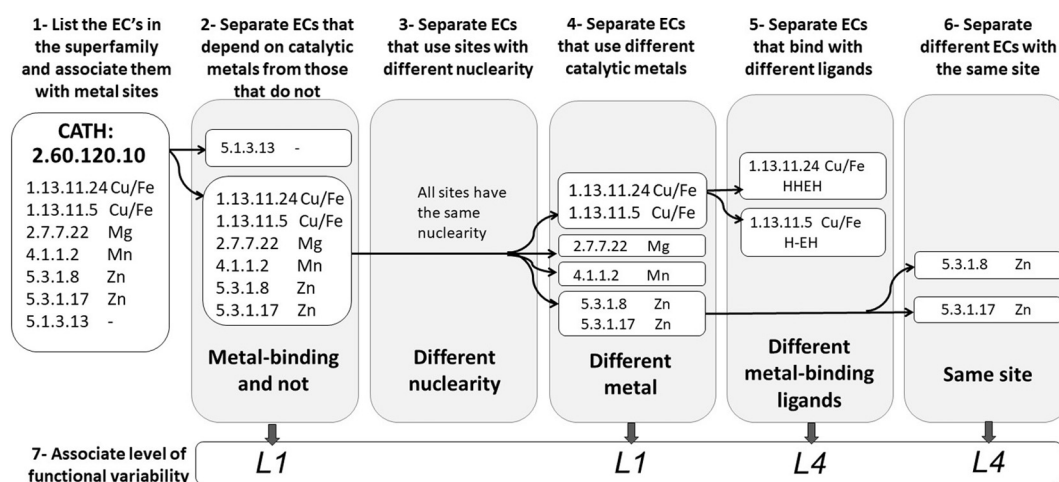 1- List the EC's in
the superfamily
and associate them
with metal sites
2- Separate ECs that
depend on catalytic
metals from those
that do not
3- Separate ECs
that use sites with
different nuclearity
4- Separate ECs
that use different
catalytic metals
5- Separate ECs
that bind with
different ligands
6- Separate
different ECs with
the same site
CATH:
2.60.120.10
1.13.11.24 Cu/Fe
1.13.11.5 Cu/Fe
2.7.7.22 Mg
4.1.1.2 Mn
5.3.1.8 Zn
5.3.1.17 Zn
5.1.3.13 -
5.1.3.13 -
1.13.11.24 Cu/Fe
1.13.11.5 Cu/Fe
2.7.7.22 Mg
4.1.1.2 Mn
5.3.1.8 Zn
5.3.1.17 Zn
Metal-binding
and not
All sites have
the same
nuclearity
Different
nuclearity
1.13.11.24 Cu/Fe
1.13.11.5 Cu/Fe
2.7.7.22 Mg
4.1.1.2 Mn
5.3.1.8 Zn
5.3.1.17 Zn
Different
metal
1.13.11.24 Cu/Fe
HHEH
1.13.11.5 Cu/Fe
H-EH
Different
metal-binding
ligands
5.3.1.8 Zn
5.3.1.17 Zn
Same site
7- Associate level of
functional variability
L1
L1
L4
L4